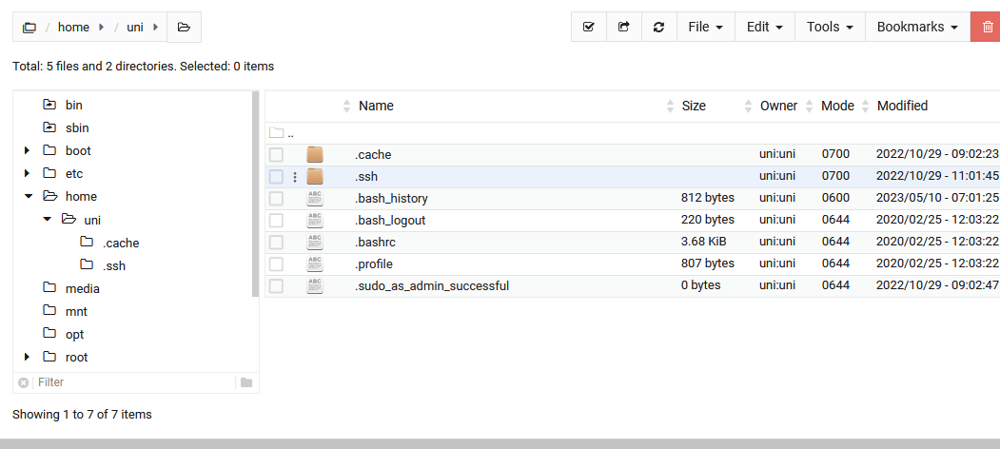 / home / uni
File Edit Tools Bookmarks
Total: 5 files and 2 directories. Selected: 0 items
bin
sbin
boot
etc
home
uni
.cache
.ssh
media
mnt
opt
root
Filter
Name Size Owner Mode Modified
..
.cache uni:uni 0700 2022/10/29 - 09:02:23
.ssh uni:uni 0700 2022/10/29 - 11:01:45
ABC .bash_history 812 bytes uni:uni 0600 2023/05/10 - 07:01:25
ABC .bash_logout 220 bytes uni:uni 0644 2020/02/25 - 12:03:22
ABC .bashrc 3.68 KiB uni:uni 0644 2020/02/25 - 12:03:22
ABC .profile 807 bytes uni:uni 0644 2020/02/25 - 12:03:22
ABC .sudo_as_admin_successful 0 bytes uni:uni 0644 2022/10/29 - 09:02:47
Showing 1 to 7 of 7 items